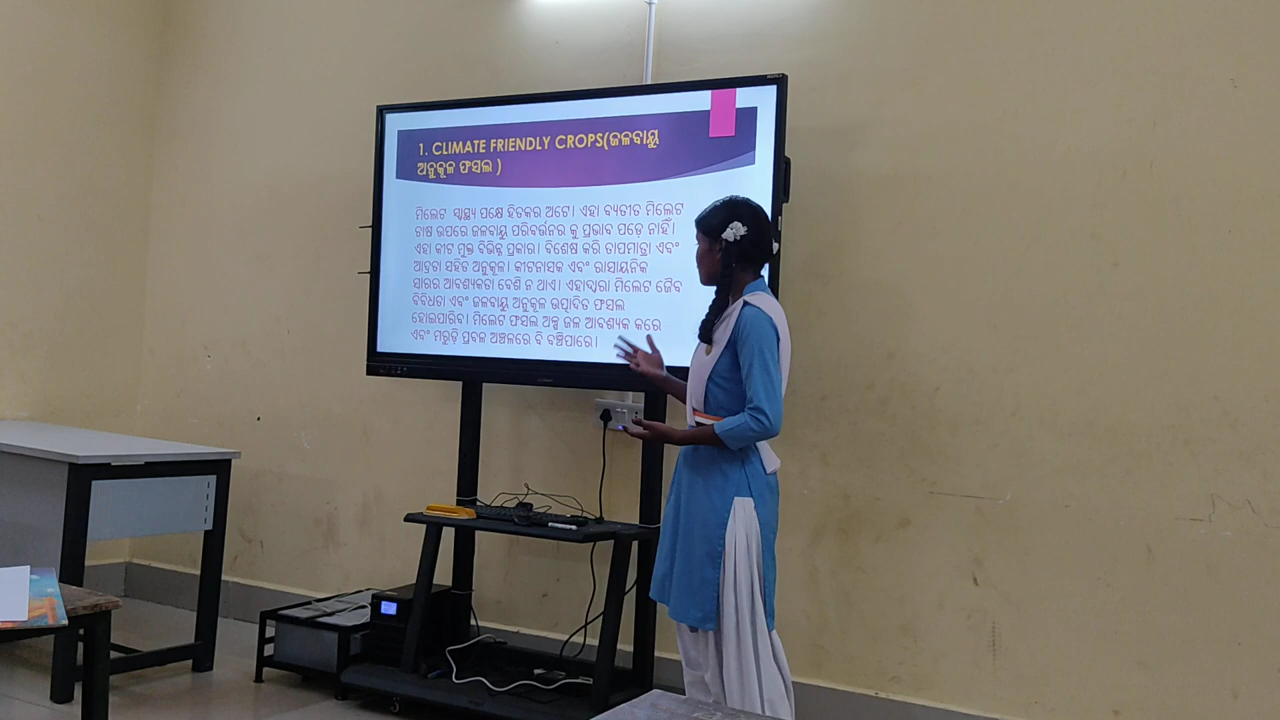 1. CLIMATE FRIENDLY CROPS(ଜଳବାୟୁ
ଅନୁକୂଳ ଫସଲ )
ମିଲେଟ ସ୍ୱାସ୍ଥ୍ୟ ପକ୍ଷେ ହିତକର ଅଟେ। ଏହା ବ୍ୟତୀତ ମିଲେଟ
ଚାଷ ଉପରେ ଜଳବାୟୁ ପରିବର୍ତ୍ତନର କୁ ପ୍ରଭାବ ପଡ଼େ ନାହିଁ।
ଏହା କୀଟ ମୁକ୍ତ ବିଭିନ୍ନ ପ୍ରକାର। ବିଶେଷ କରି ତାପମାତ୍ରା ଏବଂ
ଆଦ୍ରତା ସହିତ ଅନୁକୂଳ। କୀଟନାସକ ଏବଂ ରାସାୟନିକ
ସାରର ଆବଶ୍ୟକତା ବେଶି ନ ଥାଏ। ଏହାଦ୍ୱାରା ମିଲେଟ ଜୈବ
ବିବିଧତା ଏବଂ ଜଳବାୟୁ ଅନୁକୂଳ ଉତ୍ପାଦିତ ଫସଲ
ହୋଇପାରିବ। ମିଲେଟ ଫସଲ ଅଳ୍ପ ଜଳ ଆବଶ୍ୟକ କରେ
ଏବଂ ମରୁଡ଼ି ପ୍ରବଳ ଅଞ୍ଚଳରେ ବି ବଞ୍ଚିପାରେ।